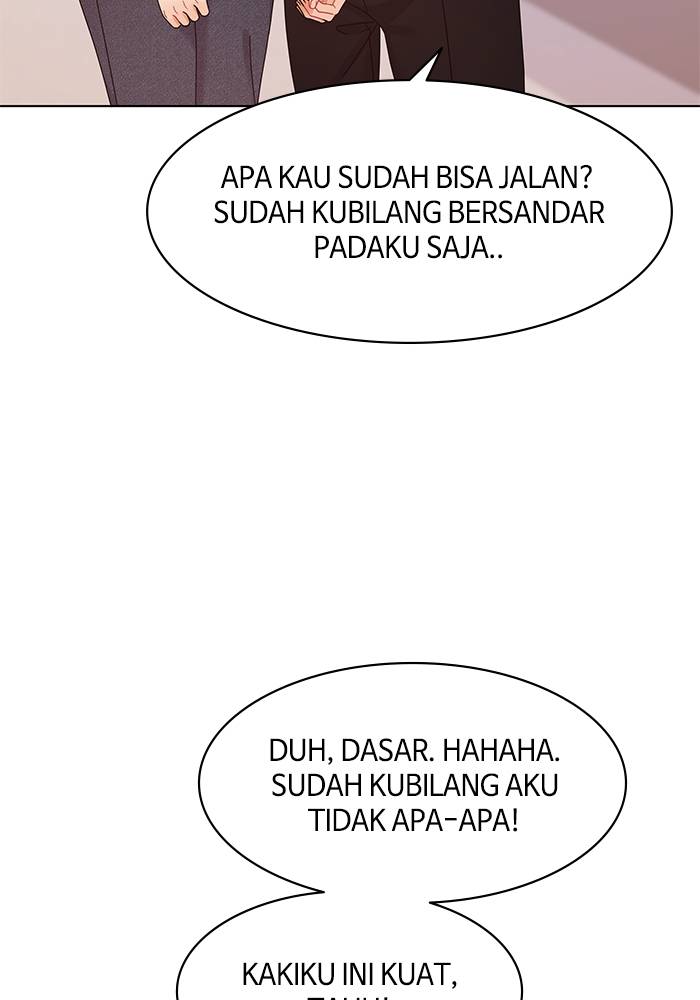 APA KAU SUDAH BISA JALAN?
SUDAH KUBILANG BERSANDAR
PADAKU SAJA..
DUH, DASAR. HAHAHA.
SUDAH KUBILANG AKU
TIDAK APA-APA!
KAKIKU INI KUAT,